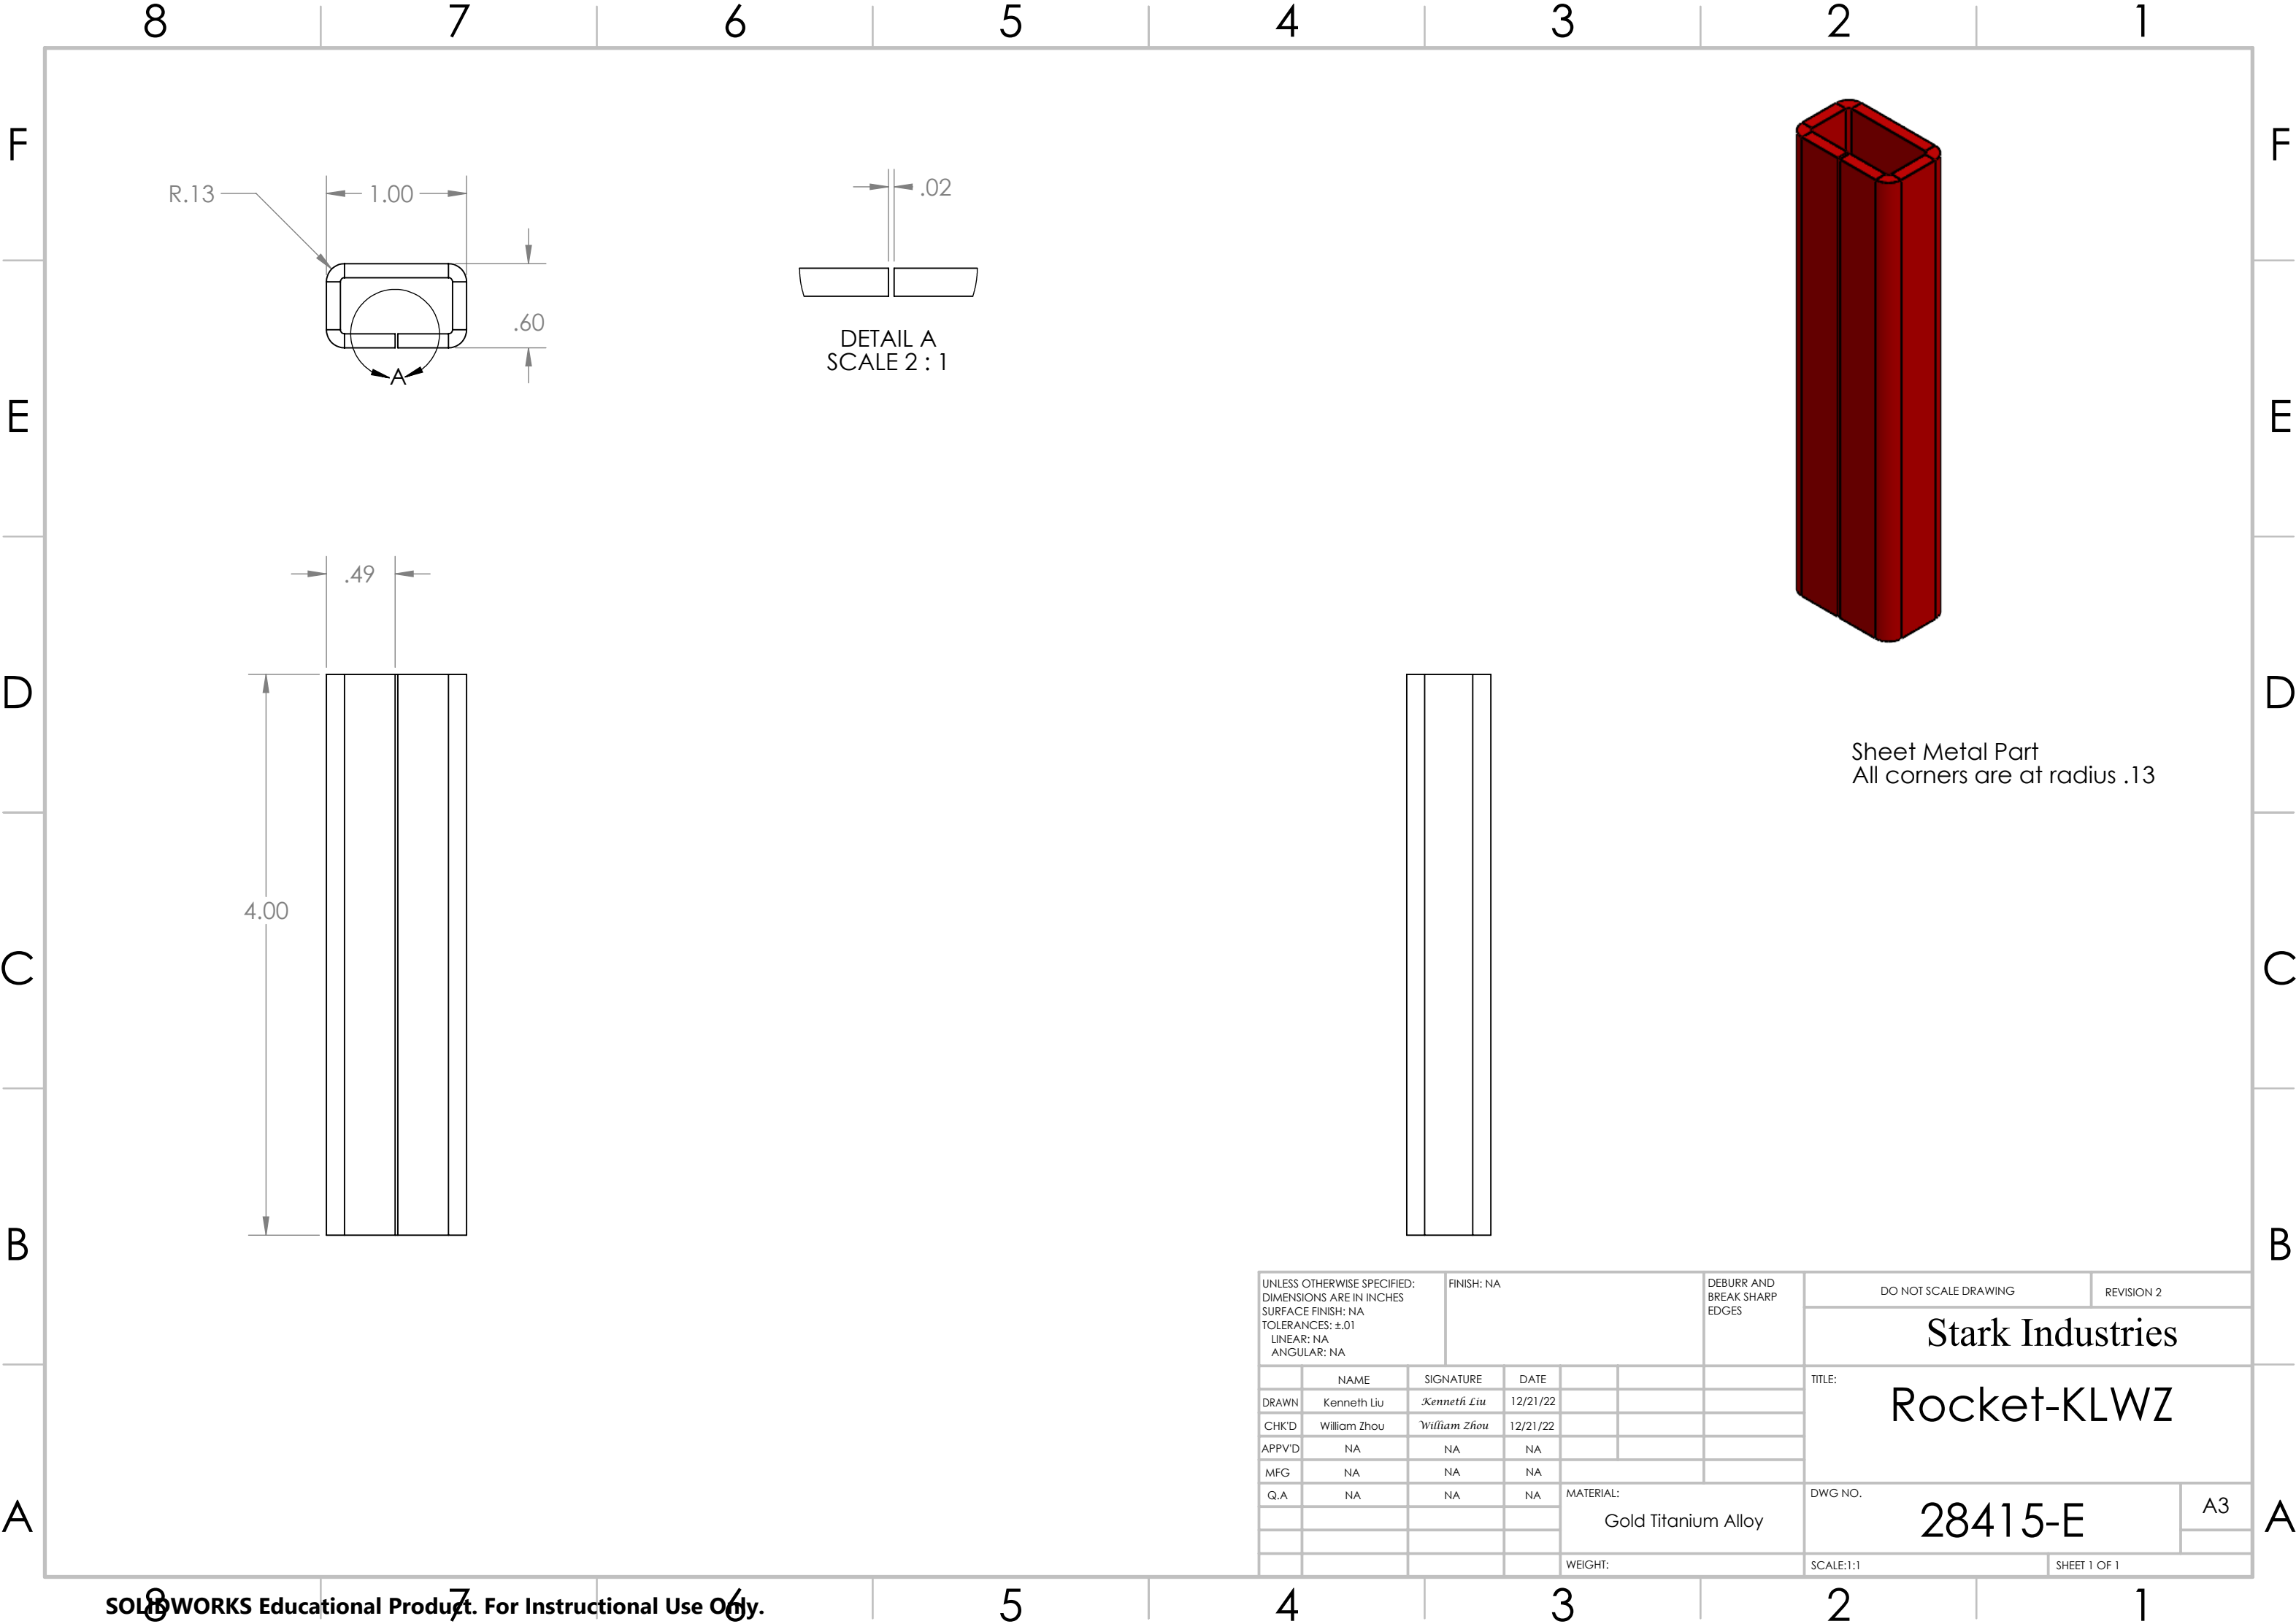 8 7 6 5 4 3 2 1
F F
R.13
1.00
.02
.60
A
DETAIL A
SCALE 2 : 1
E E
.49
D D
Sheet Metal Part
All corners are at radius .13
4.00
C C
B B
UNLESS OTHERWISE SPECIFIED:
DIMENSIONS ARE IN INCHES
SURFACE FINISH: NA
TOLERANCES: ±.01
LINEAR: NA
ANGULAR: NA
FINISH: NA
DEBURR AND
BREAK SHARP
EDGES
DO NOT SCALE DRAWING
REVISION 2
Stark Industries
NAME SIGNATURE DATE
DRAWN Kenneth Liu Kenneth Liu 12/21/22
CHK'D William Zhou William Zhou 12/21/22
APPV'D NA NA NA
MFG NA NA NA
Q.A NA NA NA
TITLE:
Rocket-KLWZ
MATERIAL:
Gold Titanium Alloy
DWG NO.
28415-E
A3
WEIGHT:
SCALE:1:1
SHEET 1 OF 1
A A
8 7 6 5 4 3 2 1
SOLIDWORKS Educational Product. For Instructional Use Only.